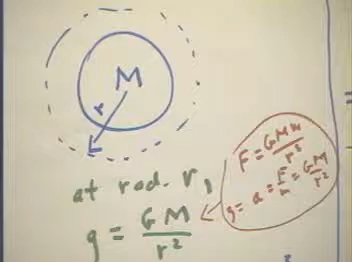 M
r
at rad. r,
g = GM/r²
F = GMm/r²
g = a = F/m = GM/r²